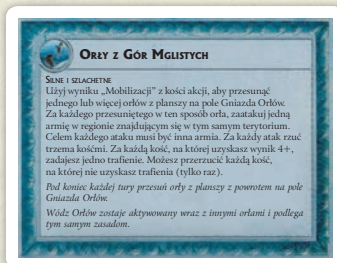 Orły z Gór Mglistych
Silne i szlachetne
Użyj wyniku „Mobilizacji” z kości akcji, aby przesunąć
jednego lub więcej orłów z planszy na pole Gniazda Orłów.
Za każdego przesuniętego w ten sposób orła, zaatakuj jedną
armię w regionie znajdującym się w tym samym terytorium.
Celem każdego ataku musi być inna armia. Za każdy atak rzuć
trzema kośćmi. Za każdą kość, na której uzyskasz wynik 4+,
zadajesz jedno trafienie. Możesz przerzucić każdą kość,
na której nie uzyskasz trafienia (tylko raz).
Pod koniec każdej tury przesuń orły z planszy z powrotem na pole
Gniazda Orłów.
Wódz Orłów zostaje aktywowany wraz z innymi orłami i podlega
tym samym zasadom.